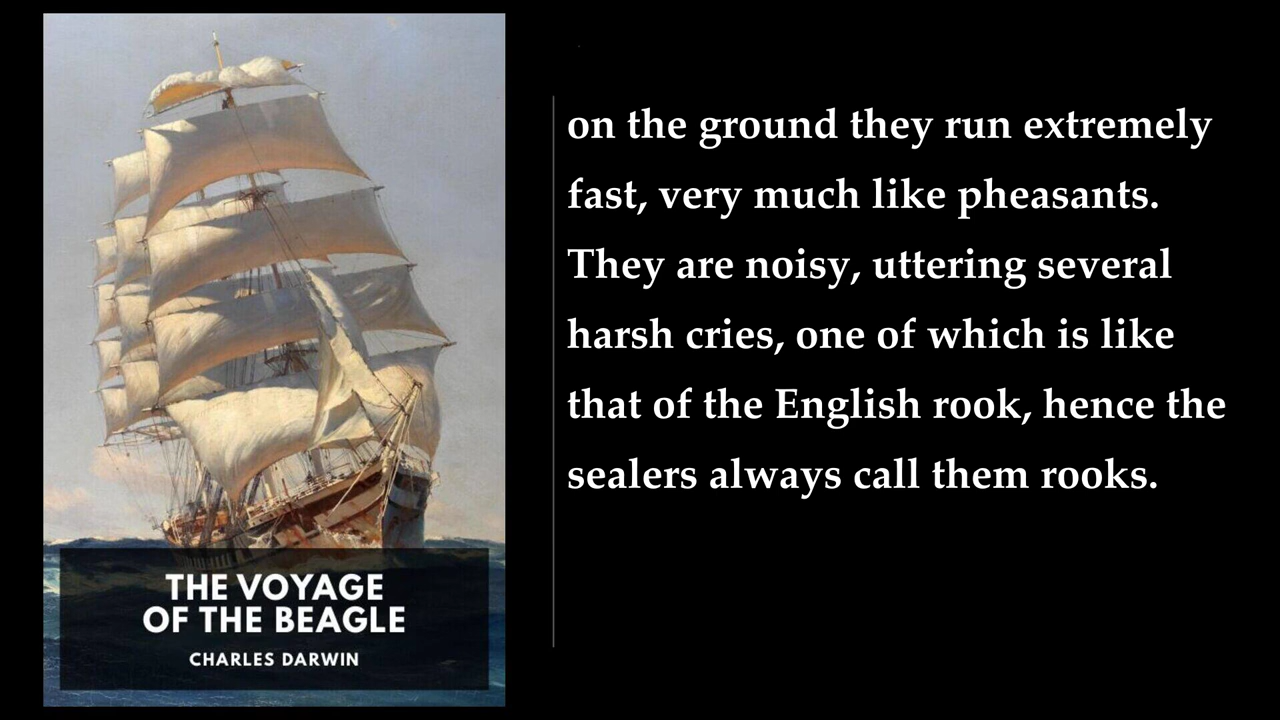 on the ground they run extremely
fast, very much like pheasants.
They are noisy, uttering several
harsh cries, one of which is like
that of the English rook, hence the
sealers always call them rooks.
THE VOYAGE
OF THE BEAGLE
CHARLES DARWIN